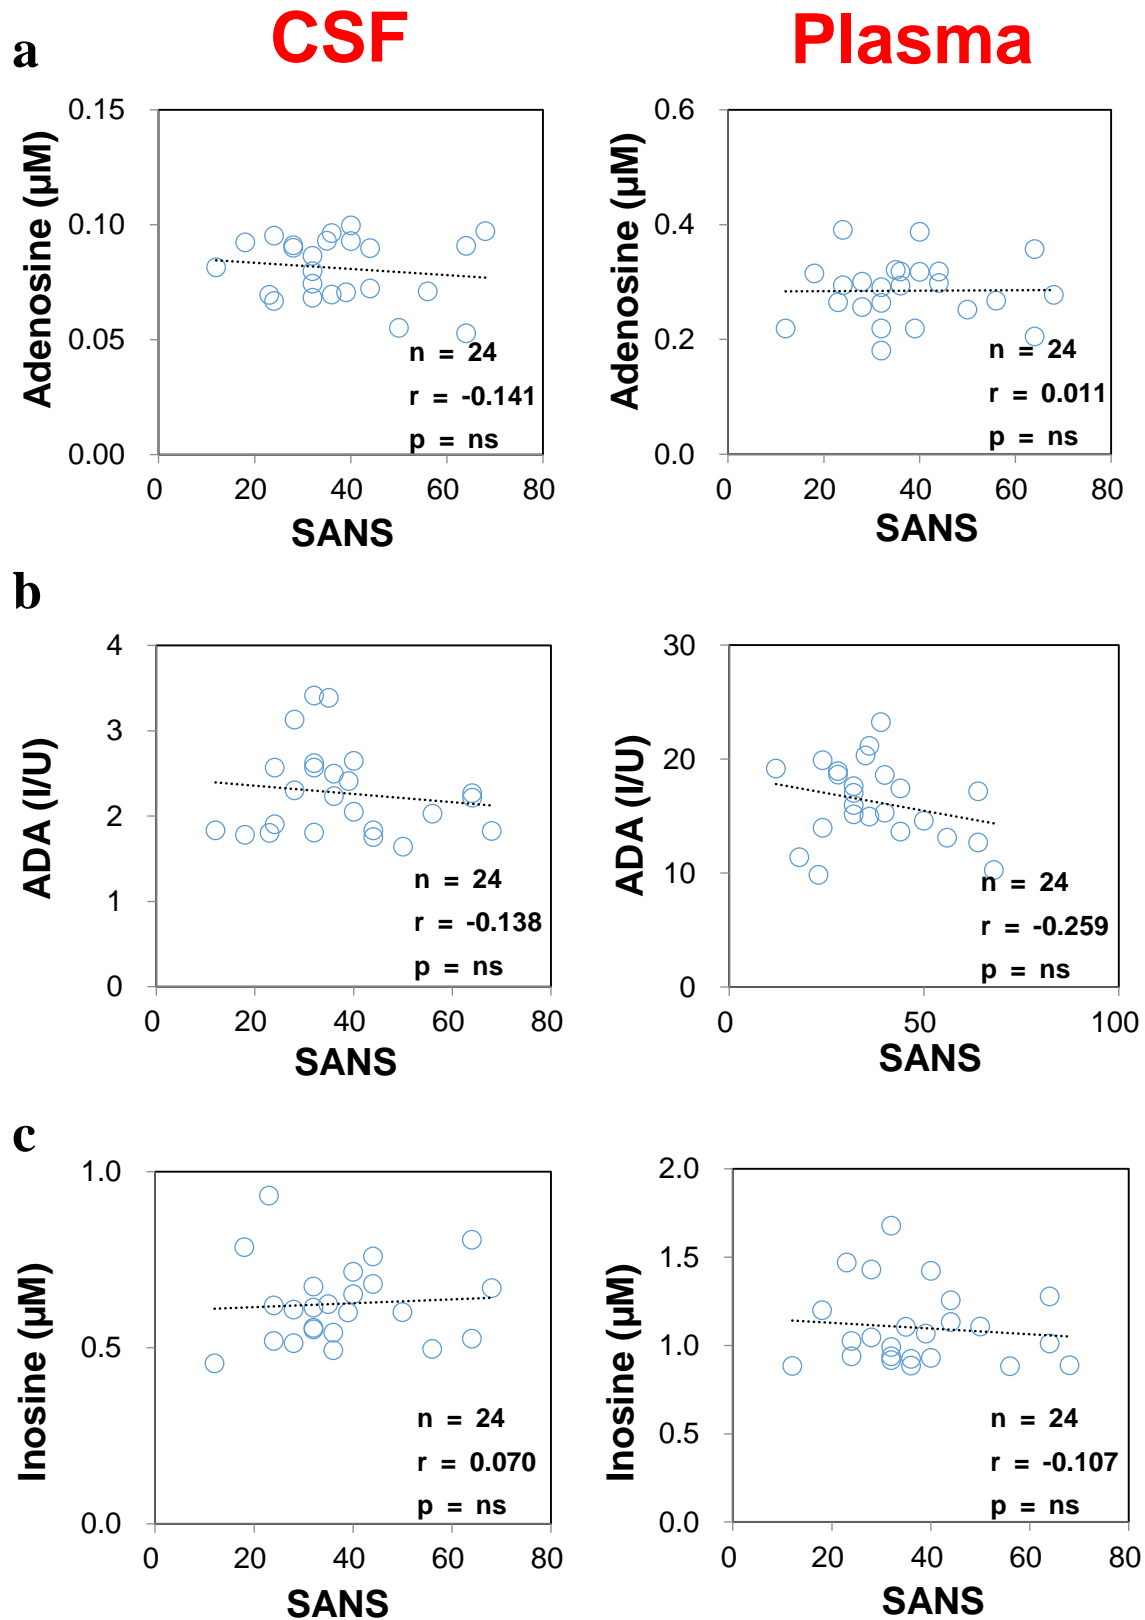 a
CSF
Plasma
Adenosine (µM)
0.15
0.10
0.05
0.00
n = 24
r = -0.141
p = ns
0 20 40 60 80
SANS
Adenosine (µM)
0.6
0.4
0.2
0.0
n = 24
r = 0.011
p = ns
0 20 40 60 80
SANS
b
ADA (I/U)
4
3
2
1
0
n = 24
r = -0.138
p = ns
0 20 40 60 80
SANS
ADA (I/U)
30
20
10
0
n = 24
r = -0.259
p = ns
0 50 100
SANS
c
Inosine (µM)
1.0
0.5
0.0
n = 24
r = 0.070
p = ns
0 20 40 60 80
SANS
Inosine (µM)
2.0
1.5
1.0
0.5
0.0
n = 24
r = -0.107
p = ns
0 20 40 60 80
SANS